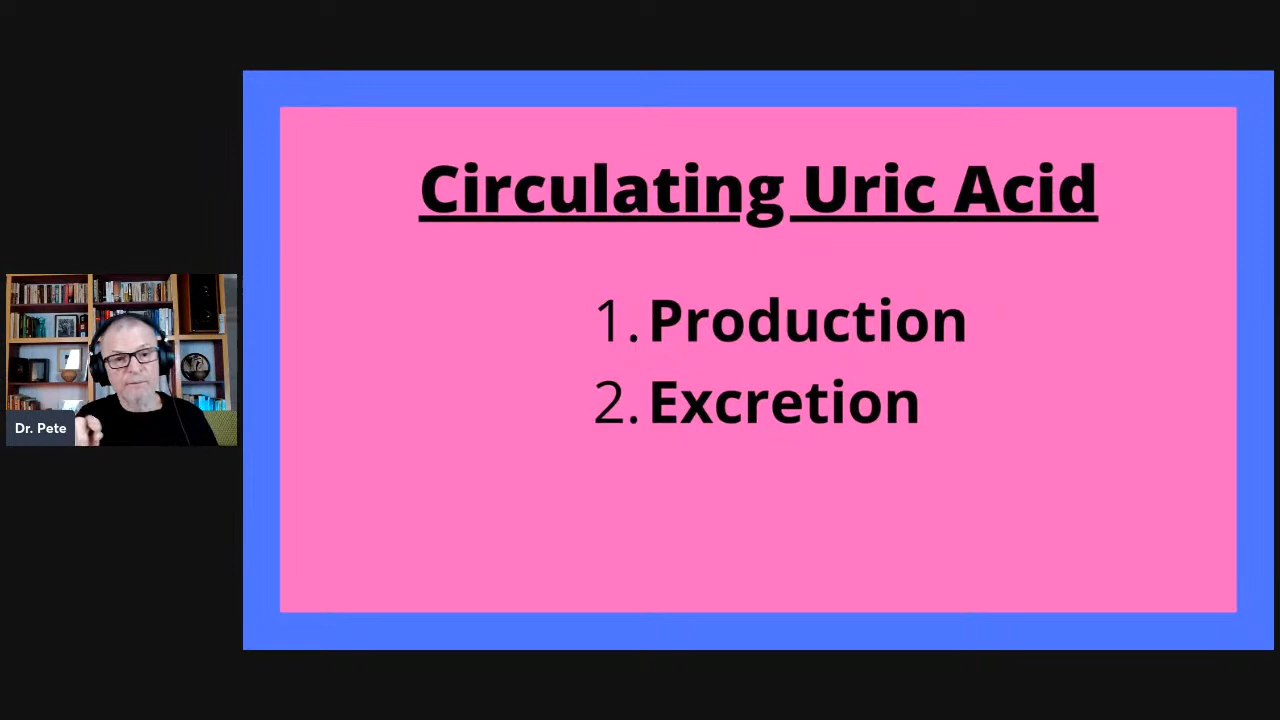 Circulating Uric Acid
1. Production
2. Excretion
Dr. Pete